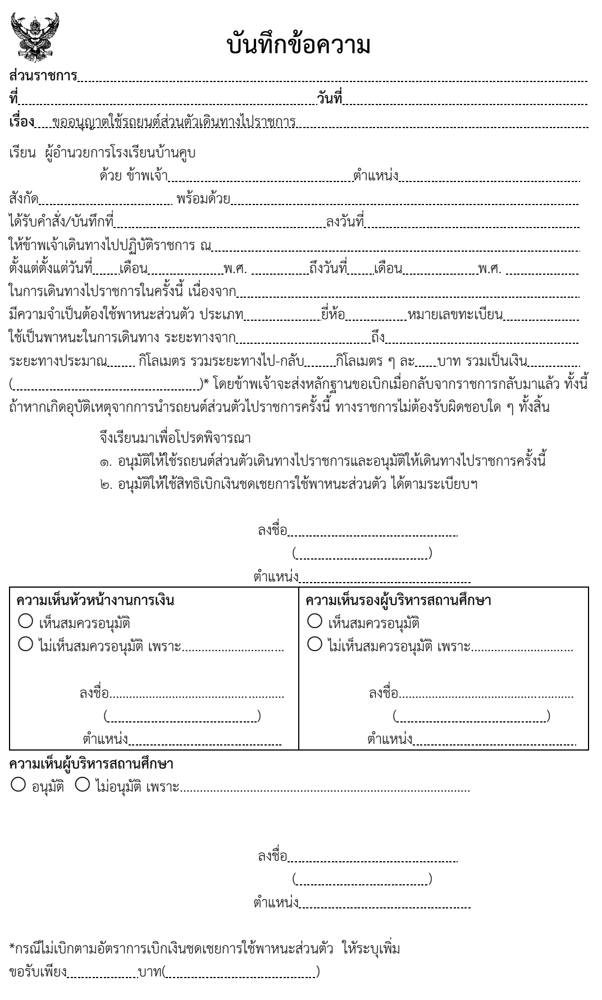 บันทึกข้อความ
ส่วนราชการ
ที่ วันที่
เรื่อง ขออนุญาตใช้รถยนต์ส่วนตัวเดินทางไปราชการ
เรียน ผู้อำนวยการโรงเรียนบ้านคูบ
ด้วย ข้าพเจ้า ตำแหน่ง
สังกัด พร้อมด้วย
ได้รับคำสั่ง/บันทึกที่ ลงวันที่
ให้ข้าพเจ้าเดินทางไปปฏิบัติราชการ ณ
ตั้งแต่ตั้งแต่วันที่ เดือน พ.ศ. ถึงวันที่ เดือน พ.ศ.
ในการเดินทางไปราชการในครั้งนี้ เนื่องจาก
มีความจำเป็นต้องใช้พาหนะส่วนตัว ประเภท ยี่ห้อ หมายเลขทะเบียน
ใช้เป็นพาหนะในการเดินทาง ระยะทางจาก ถึง
ระยะทางประมาณ กิโลเมตร รวมระยะทางไป-กลับ กิโลเมตร ๆ ละ บาท รวมเป็นเงิน
( )* โดยข้าพเจ้าจะส่งหลักฐานขอเบิกเมื่อกลับจากราชการกลับมาแล้ว ทั้งนี้
ถ้าหากเกิดอุบัติเหตุจากการนำรถยนต์ส่วนตัวไปราชการครั้งนี้ ทางราชการไม่ต้องรับผิดชอบใด ๆ ทั้งสิ้น
จึงเรียนมาเพื่อโปรดพิจารณา
๑. อนุมัติให้ใช้รถยนต์ส่วนตัวเดินทางไปราชการและอนุมัติให้เดินทางไปราชการครั้งนี้
๒. อนุมัติให้ใช้สิทธิเบิกเงินชดเชยการใช้พาหนะส่วนตัว ได้ตามระเบียบฯ
ลงชื่อ
( )
ตำแหน่ง
ความเห็นหัวหน้างานการเงิน
○ เห็นสมควรอนุมัติ
○ ไม่เห็นสมควรอนุมัติ เพราะ...............................
ลงชื่อ.....................................................
( )
ตำแหน่ง
ความเห็นรองผู้บริหารสถานศึกษา
○ เห็นสมควรอนุมัติ
○ ไม่เห็นสมควรอนุมัติ เพราะ...............................
ลงชื่อ.....................................................
( )
ตำแหน่ง
ความเห็นผู้บริหารสถานศึกษา
○ อนุมัติ ○ ไม่อนุมัติ เพราะ.......................................................................................
ลงชื่อ
( )
ตำแหน่ง
*กรณีไม่เบิกตามอัตราการเบิกเงินชดเชยการใช้พาหนะส่วนตัว ให้ระบุเพิ่ม
ขอรับเพียง บาท( )